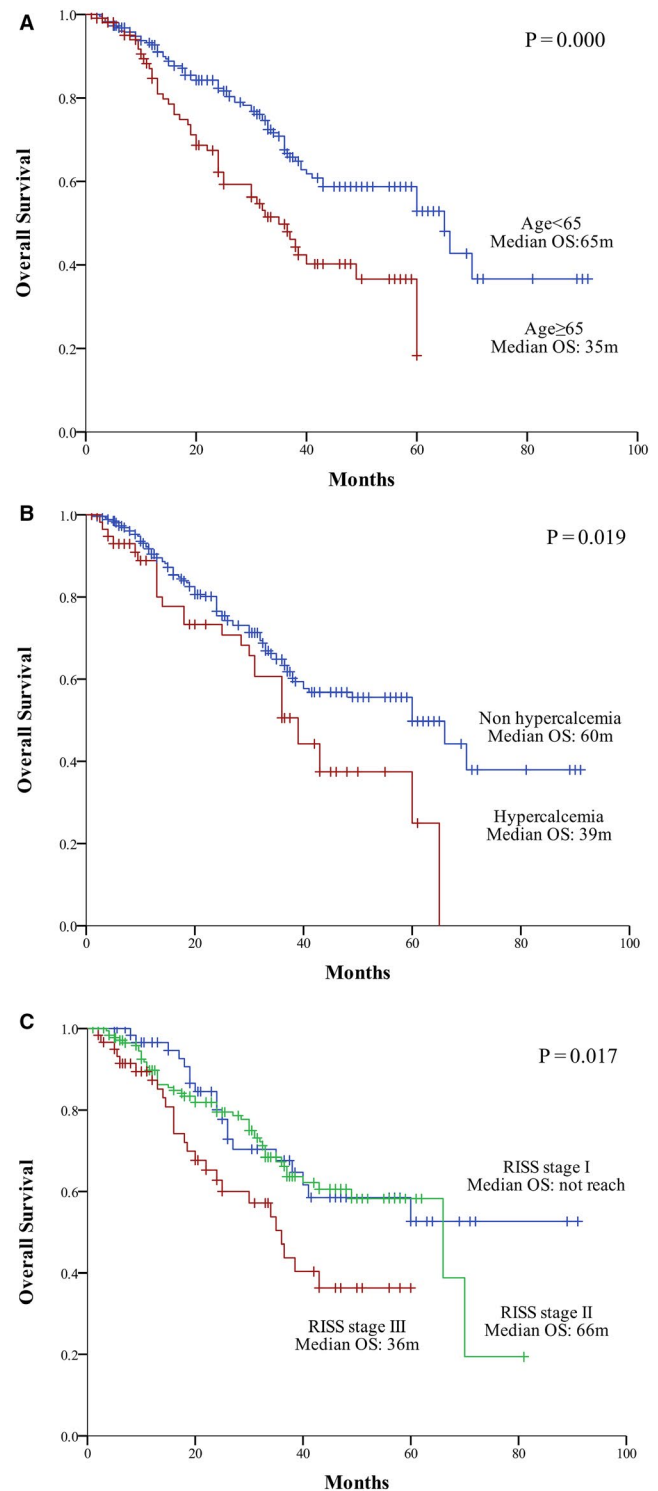 A
P = 0.000
1.0
0.8
0.6
0.4
0.2
0.0
Overall Survival
Age<65
Median OS:65m
Age≥65
Median OS: 35m
0 20 40 60 80 100
Months
B
P = 0.019
1.0
0.8
0.6
0.4
0.2
0.0
Overall Survival
Non hypercalcemia
Median OS: 60m
Hypercalcemia
Median OS: 39m
0 20 40 60 80 100
Months
C
P = 0.017
1.0
0.8
0.6
0.4
0.2
0.0
Overall Survival
RISS stage I
Median OS: not reach
RISS stage II
Median OS: 66m
RISS stage III
Median OS: 36m
0 20 40 60 80 100
Months